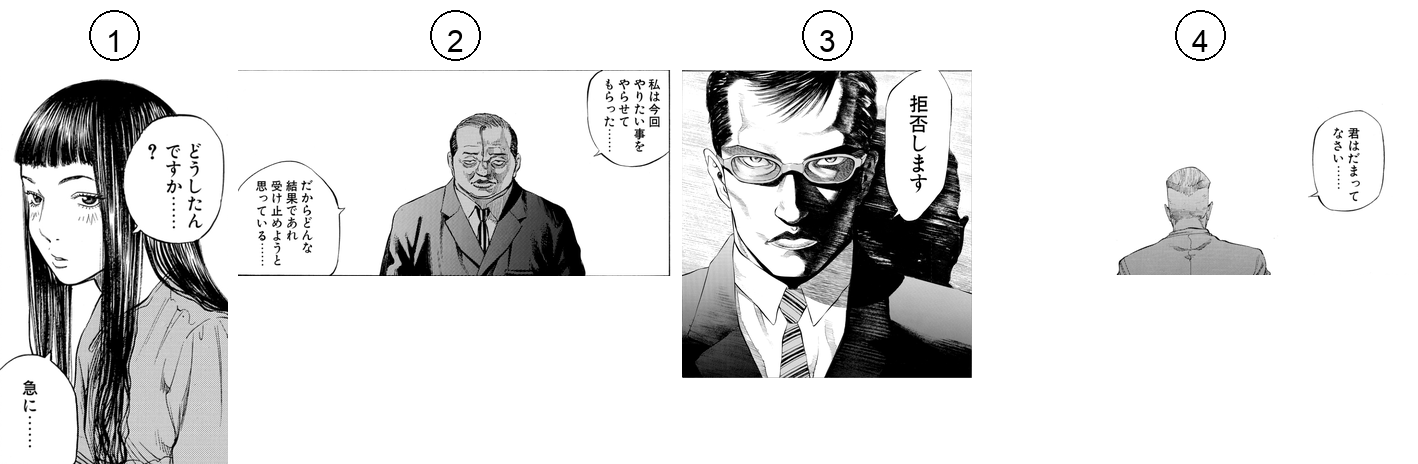 1
どうしたん
ですか……
?
急に……
2
私は今回
やりたい事を
やらせて
もらった……
だからどんな
結果であれ
受け止めようと
思っている……
3
拒否します
4
君はだまって
なさい……